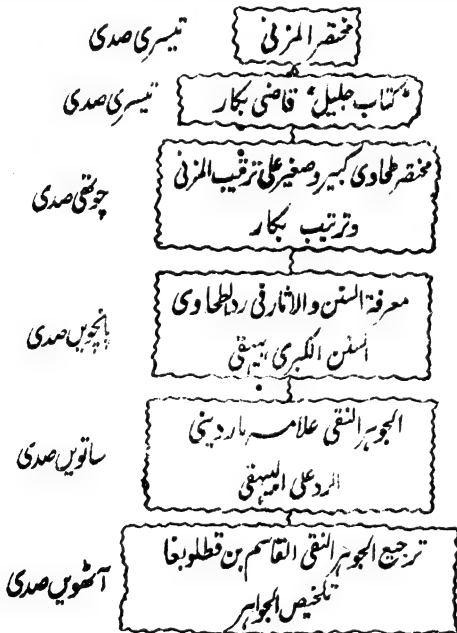 مختصر المزنی تیسری صدی
"کتاب جلیل" قاضی بکار تیسری صدی
مختصر طحاوی کبیر وصغیر علی ترتیب المزنی
وترتیب بکار
چوتھی صدی
معرفۃ السنن والاثار فی رد الطحاوی
السنن الکبری بیہقی
پانچویں صدی
الجوہر النقی علامہ ماردینی
الرد علی البیہقی
ساتویں صدی
ترجیع الجوہر النقی القاسم بن قطلوبغا
تلخیص الجواہر
آٹھویں صدی